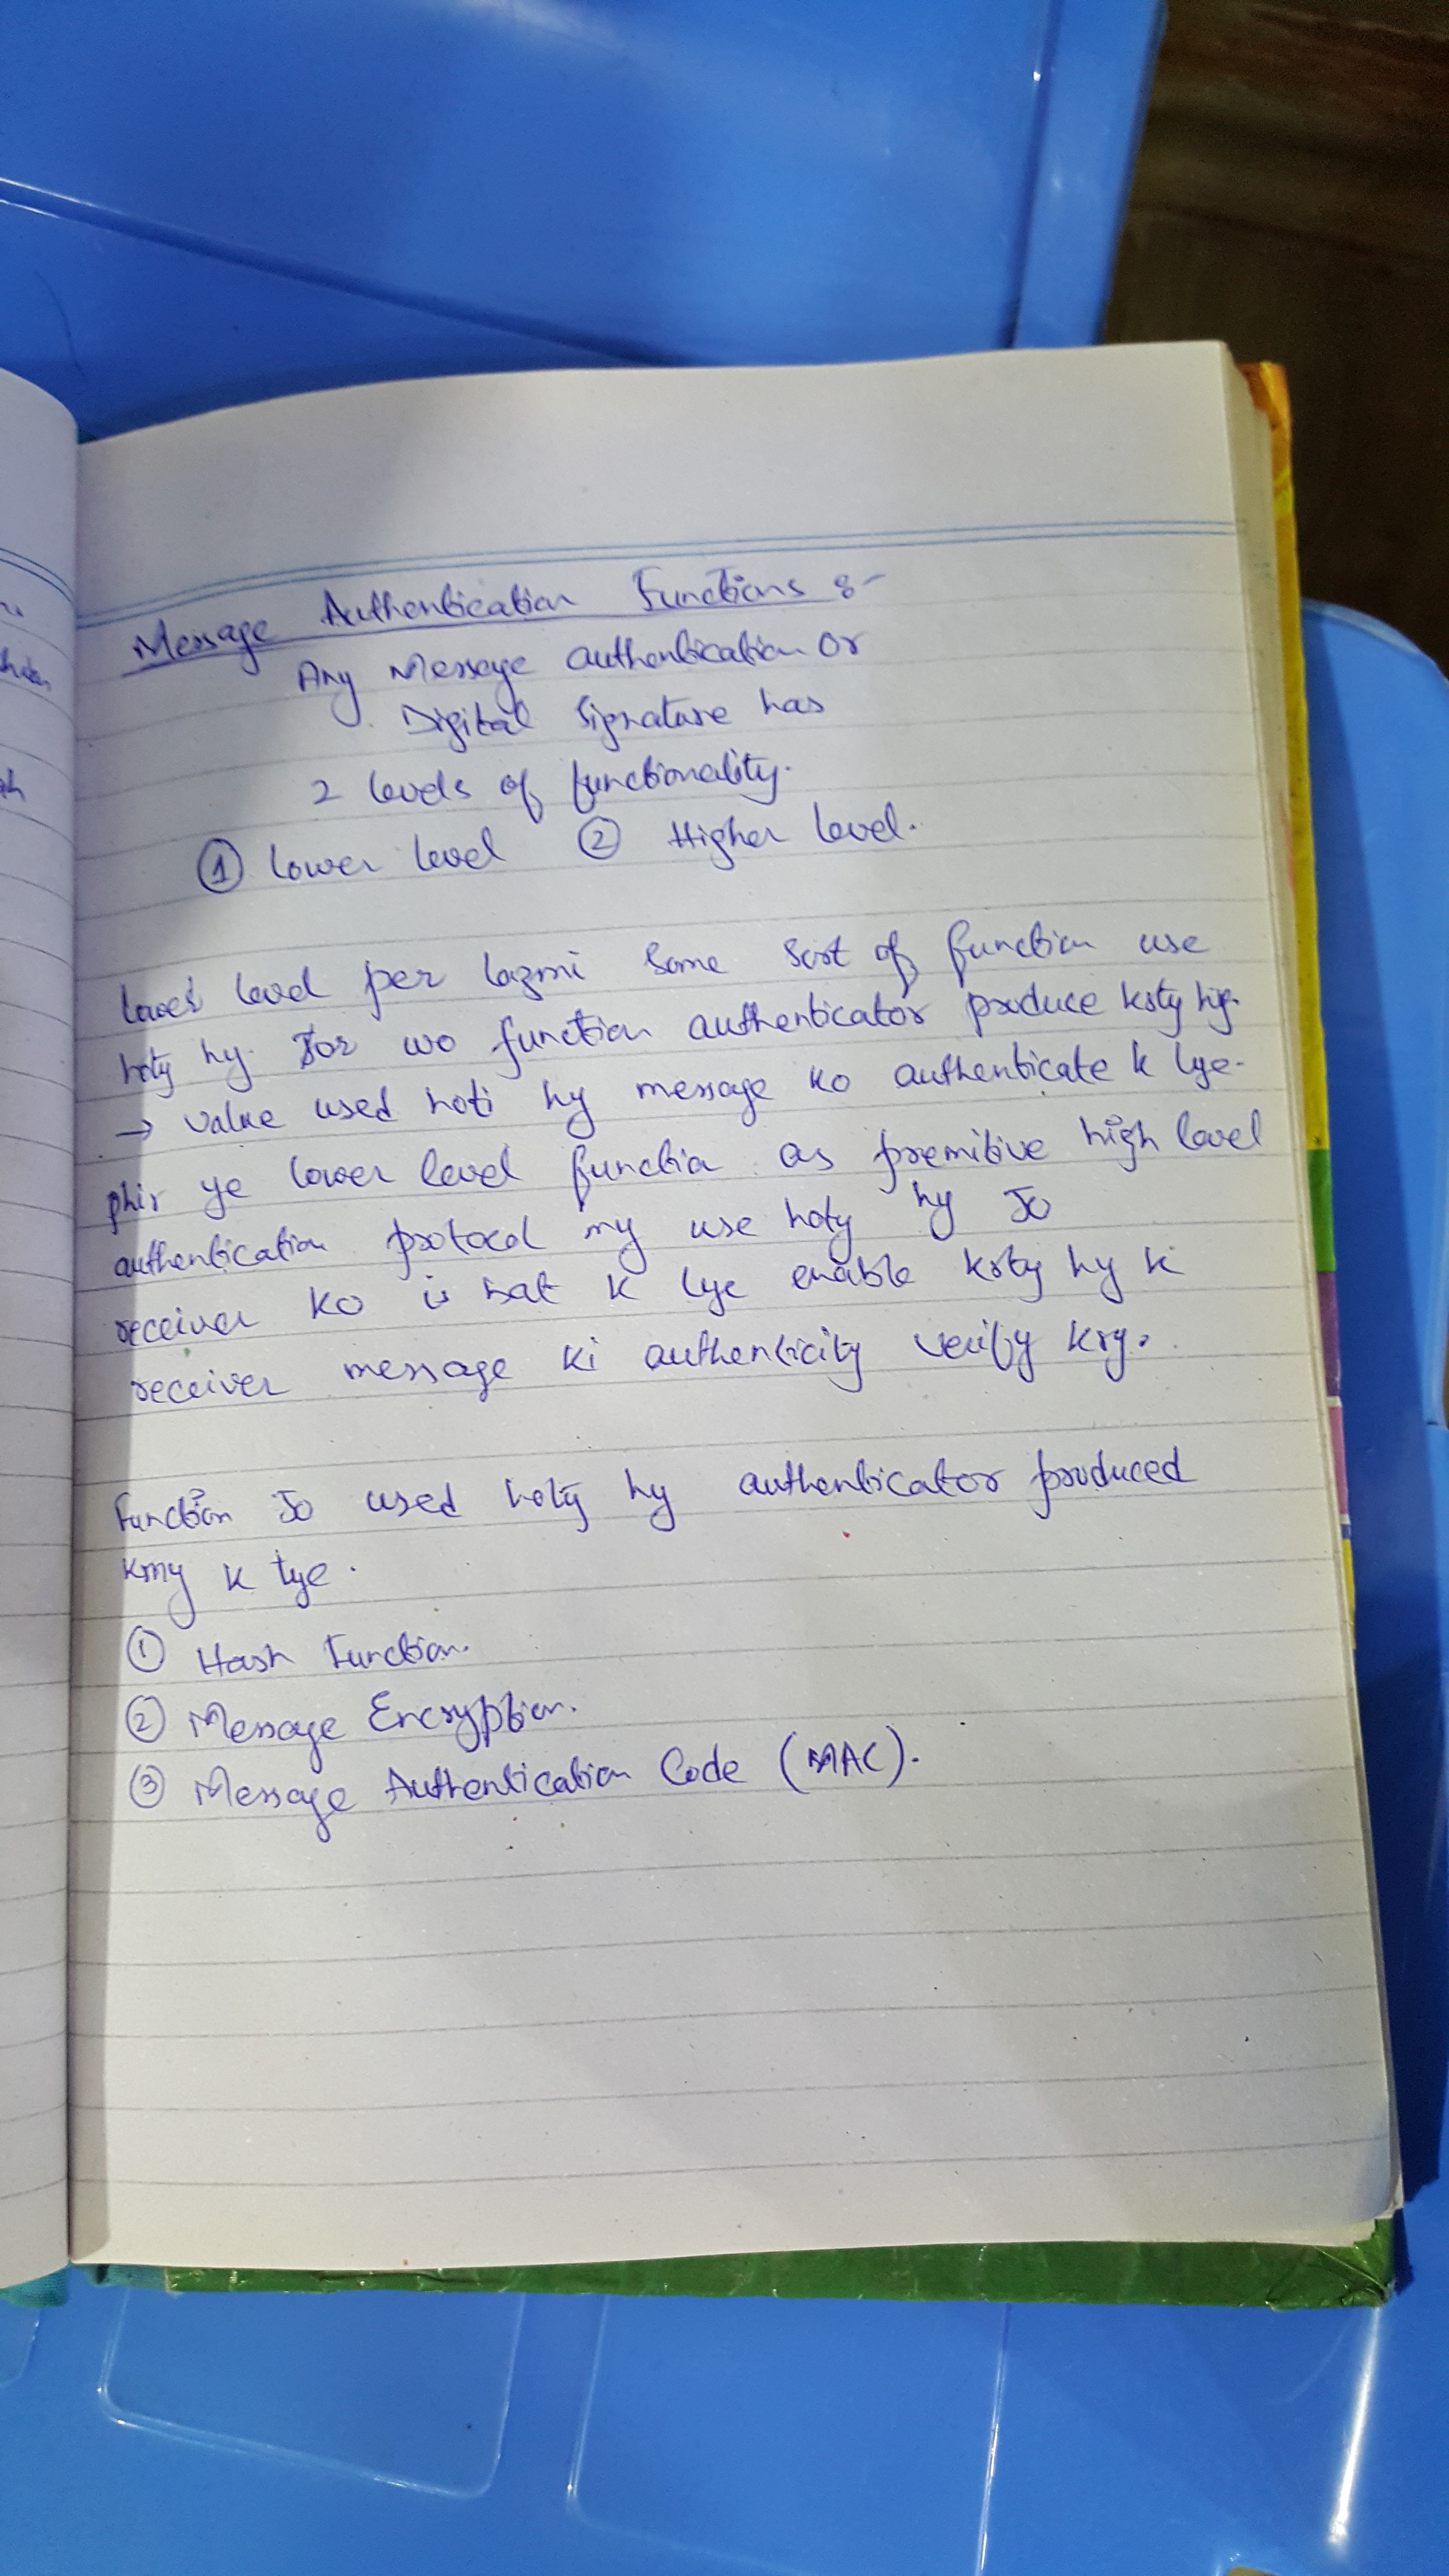 Message Authentication Functions :-
Any Message authentication or
Digital Signature has
2 levels of functionality.
① Lower level ② Higher level.
lower level per lazmi some sort of function use
hoty hy. Jor wo function authenticator produce krty hy.
→ value used hoti hy message ko authenticate k lye.
phir ye lower level function as premitive high level
authentication protocol my use hoty hy Jo
receiver ko is bat k lye enable krty hy k
receiver message ki authenticity verify kry.
Function Jo used hoty hy authenticator produced
krny k lye.
① Hash Function.
② Message Encryption.
③ Message Authentication Code (MAC).